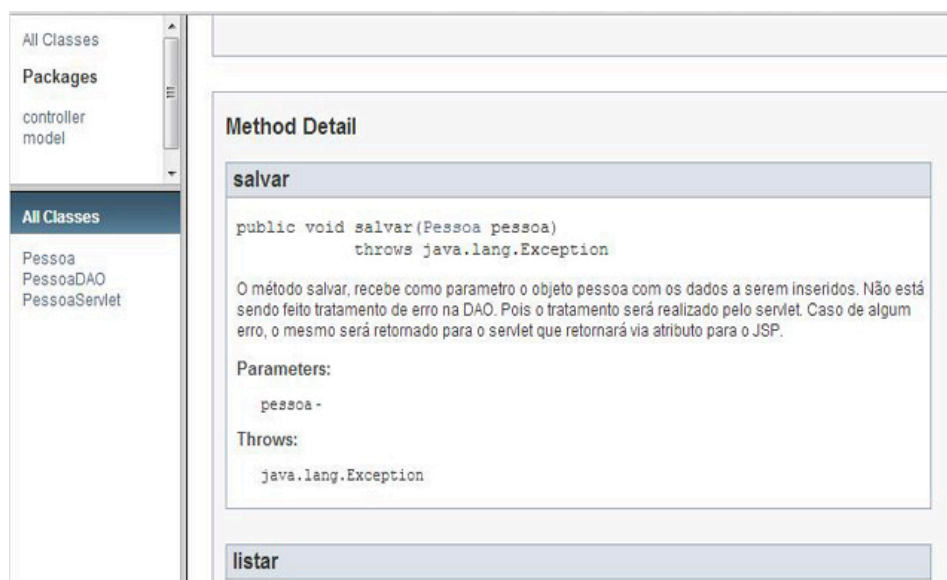 All Classes
Packages
controller
model
All Classes
Pessoa
PessoaDAO
PessoaServlet
Method Detail
salvar
public void salvar(Pessoa pessoa)
throws java.lang.Exception
O método salvar, recebe como parametro o objeto pessoa com os dados a serem inseridos. Não está
sendo feito tratamento de erro na DAO. Pois o tratamento será realizado pelo servlet. Caso de algum
erro, o mesmo será retornado para o servlet que retornará via atributo para o JSP.
Parameters:
pessoa -
Throws:
java.lang.Exception
listar